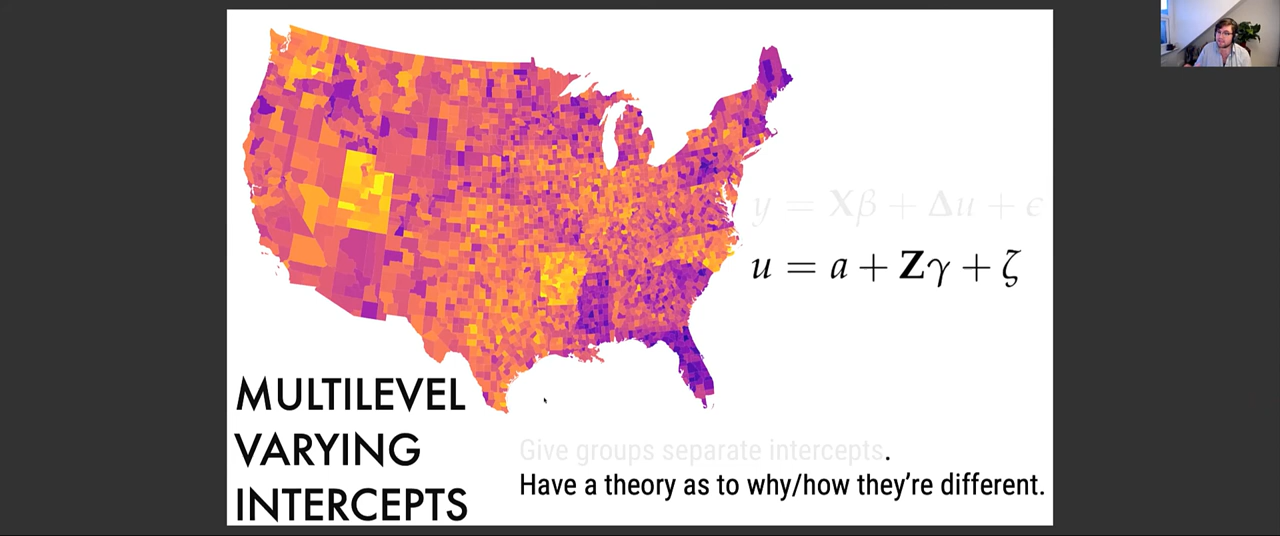 y = Xβ + Δu + ϵ
u = a + Zγ + ζ
MULTILEVEL
VARYING
INTERCEPTS
Give groups separate intercepts.
Have a theory as to why/how they’re different.